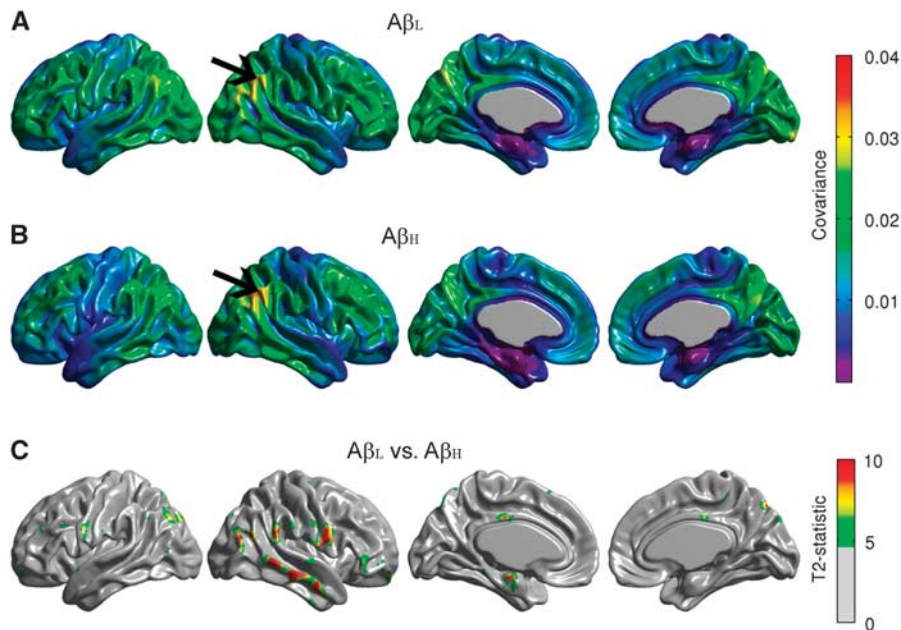 A
AβL
B
AβH
0.04
0.03
0.02
0.01
Covariance
C
AβL vs. AβH
10
5
0
T2-statistic